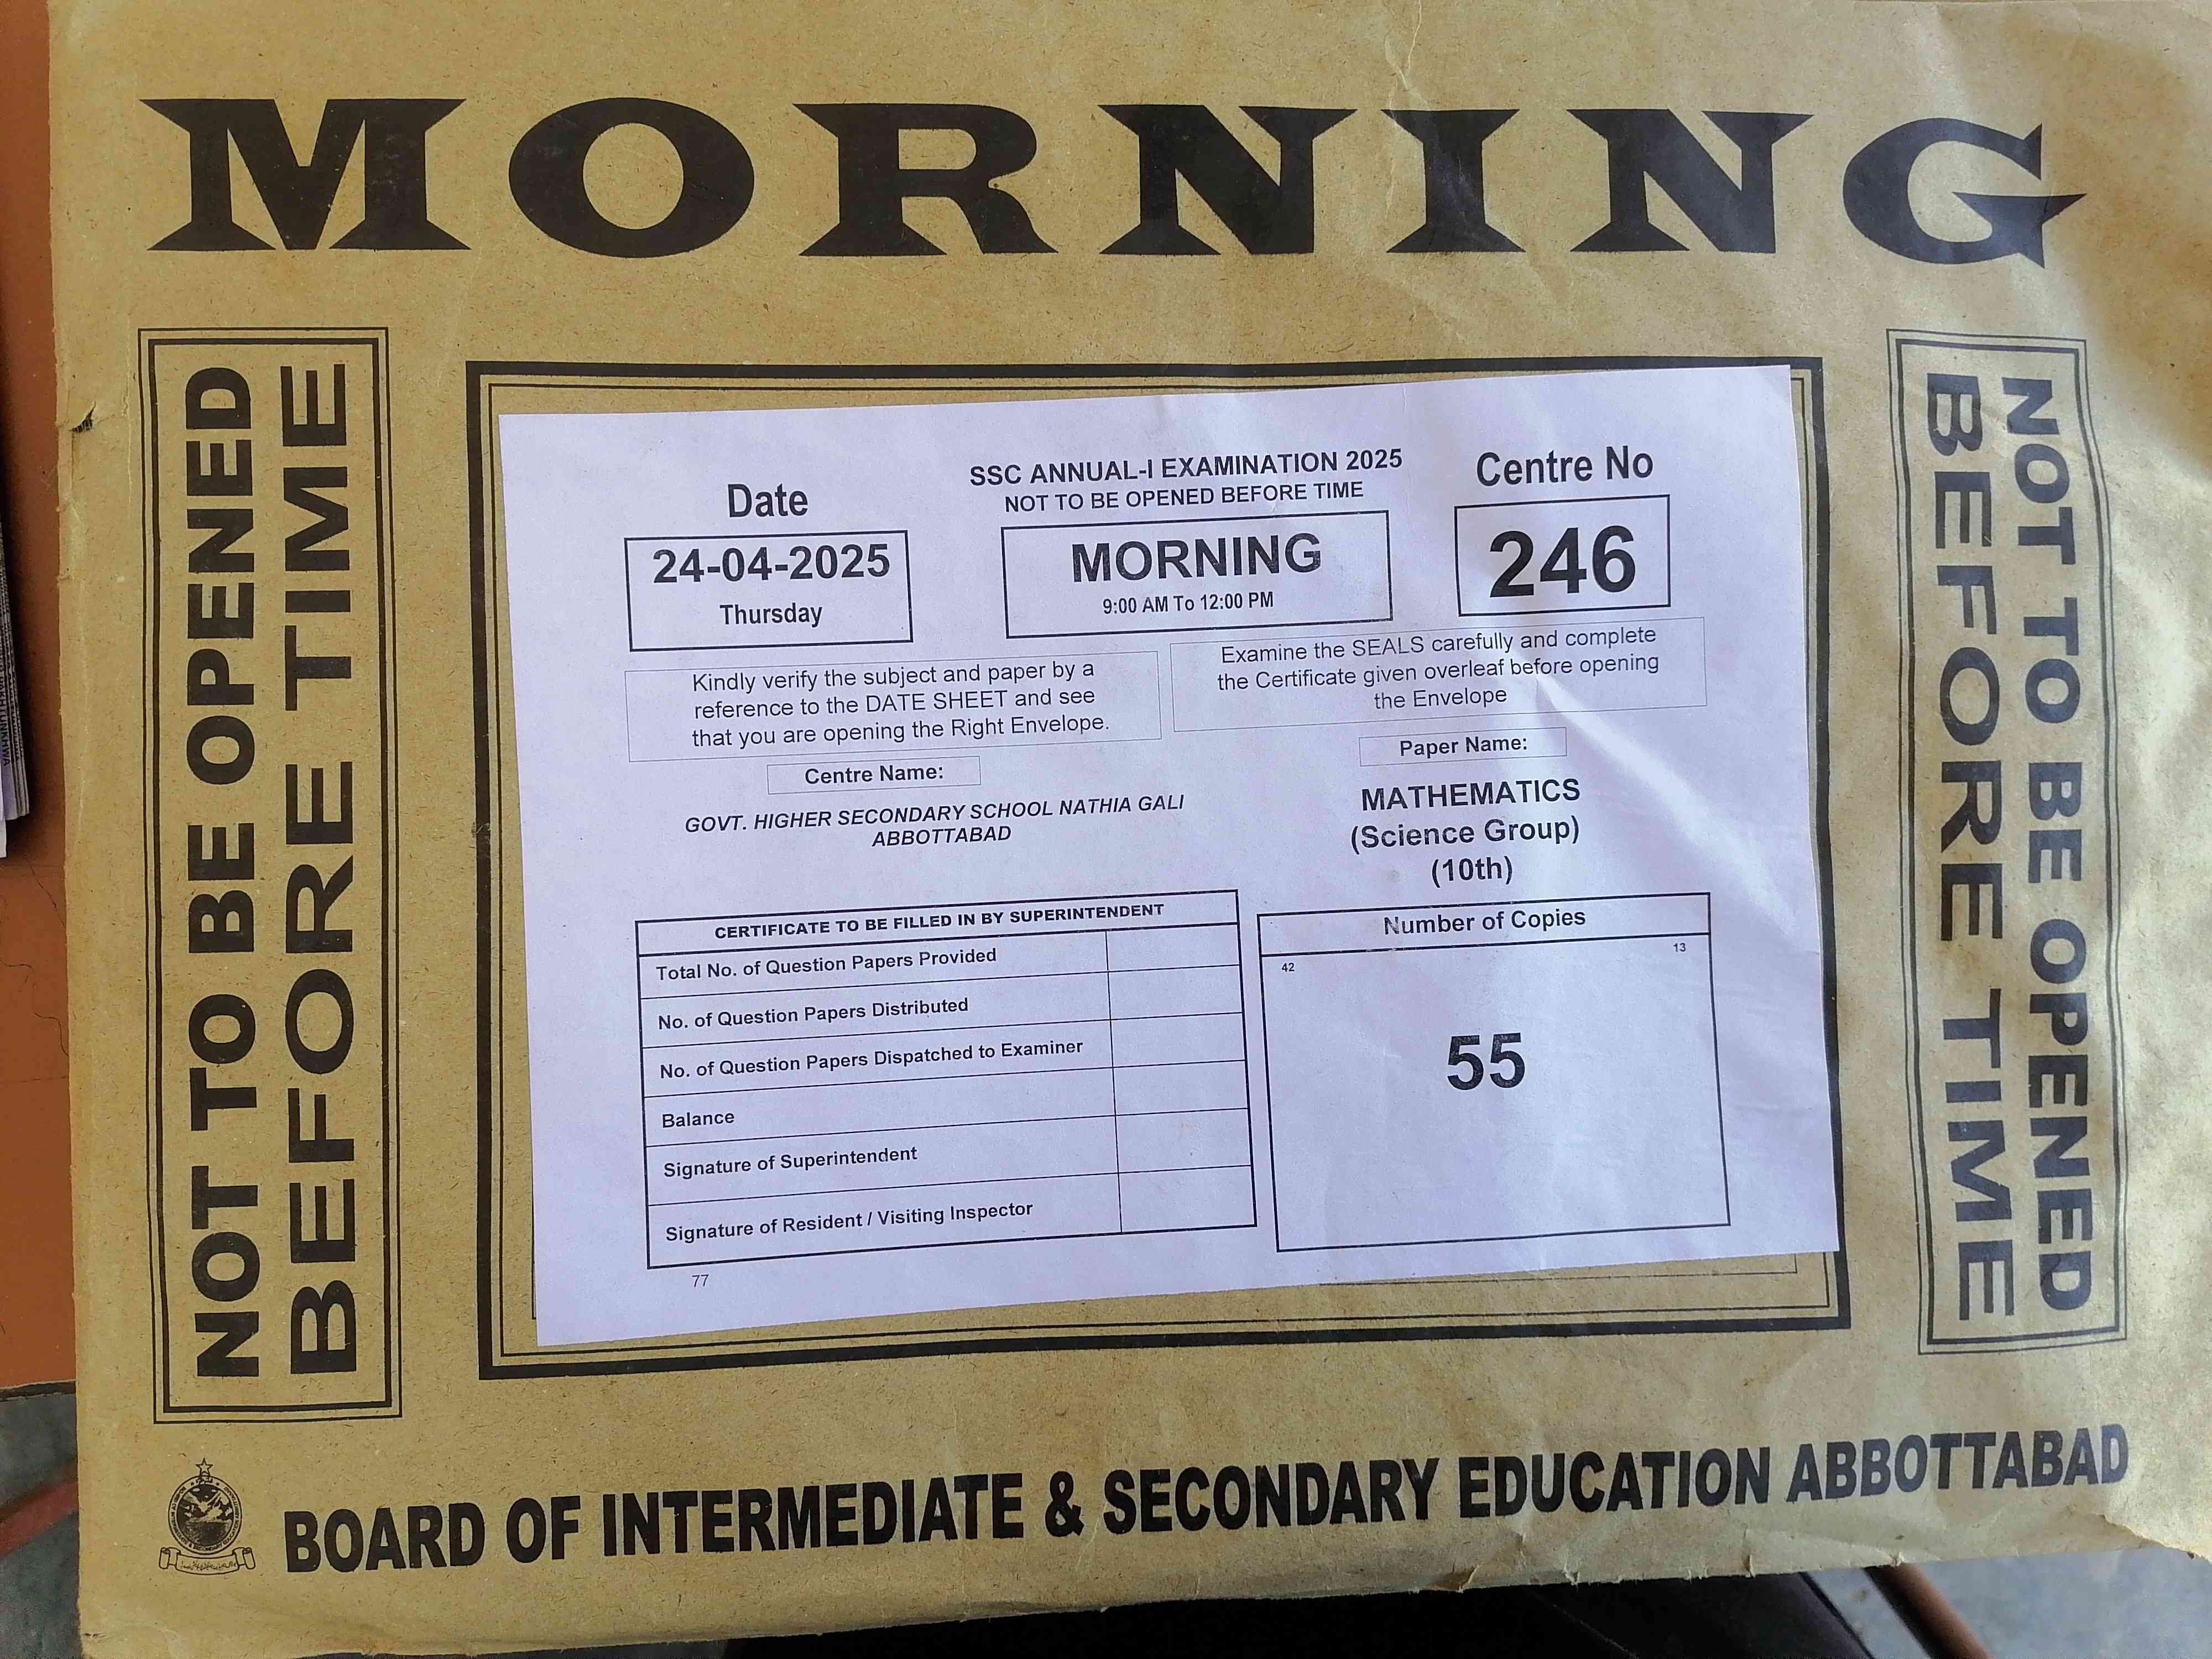 MORNING
NOT TO BE OPENED
BEFORE TIME
SSC ANNUAL-I EXAMINATION 2025
NOT TO BE OPENED BEFORE TIME
Date
24-04-2025
Thursday
MORNING
9:00 AM To 12:00 PM
Centre No
246
Kindly verify the subject and paper by a
reference to the DATE SHEET and see
that you are opening the Right Envelope.
Examine the SEALS carefully and complete
the Certificate given overleaf before opening
the Envelope
Centre Name:
GOVT. HIGHER SECONDARY SCHOOL NATHIA GALI
ABBOTTABAD
Paper Name:
MATHEMATICS
(Science Group)
(10th)
CERTIFICATE TO BE FILLED IN BY SUPERINTENDENT
Total No. of Question Papers Provided
No. of Question Papers Distributed
No. of Question Papers Dispatched to Examiner
Balance
Signature of Superintendent
Signature of Resident / Visiting Inspector
77
Number of Copies
42
13
55
NOT TO BE OPENED
BEFORE TIME
BOARD OF INTERMEDIATE & SECONDARY EDUCATION ABBOTTABAD